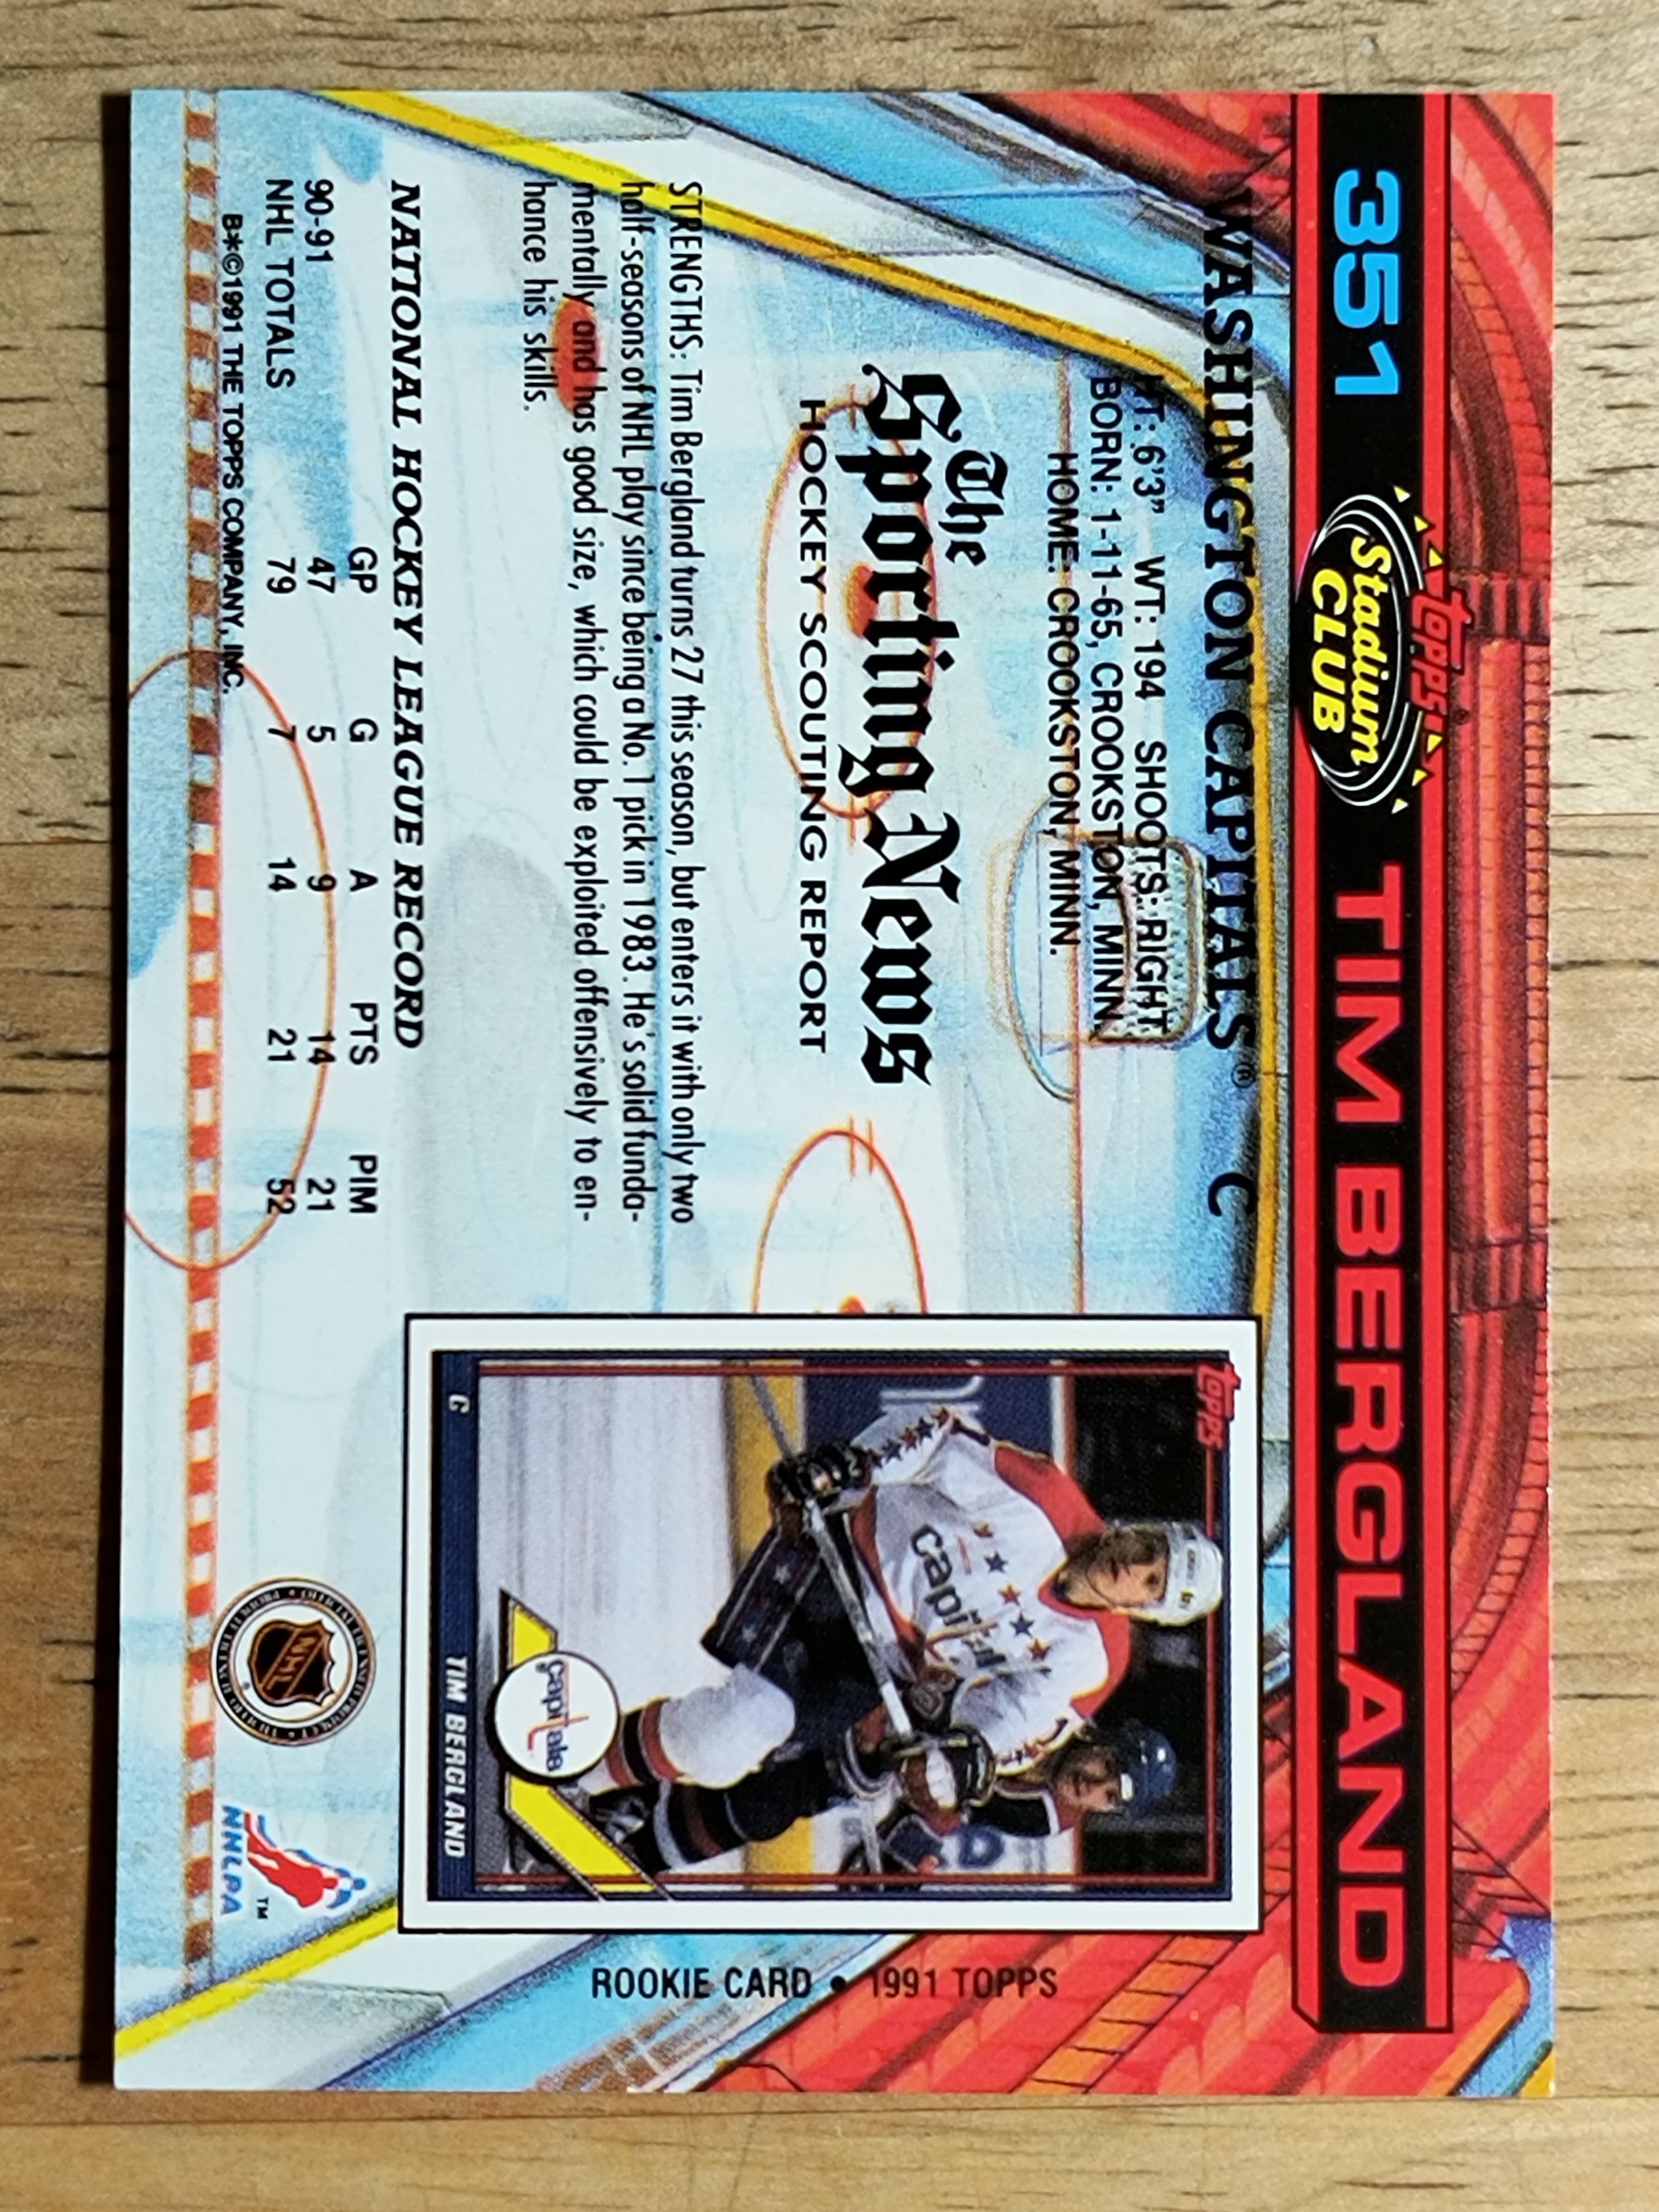 351
topps®
Stadium
CLUB
TIM BERGLAND
WASHINGTON CAPITALS® C
HT: 6'3" WT: 194 SHOOTS: RIGHT
BORN: 1-11-65, CROOKSTON, MINN.
HOME: CROOKSTON, MINN.
The
Sporting News
HOCKEY SCOUTING REPORT
STRENGTHS: Tim Bergland turns 27 this season, but enters it with only two
half-seasons of NHL play since being a No. 1 pick in 1983. He's solid funda-
mentally and has good size, which could be exploited offensively to en-
hance his skills.
NATIONAL HOCKEY LEAGUE RECORD
GP G A PTS PIM
90-91 47 5 9 14 21
NHL TOTALS 79 7 14 21 52
B*©1991 THE TOPPS COMPANY, INC.
topps
capitals
capitals
C TIM BERGLAND
ROOKIE CARD • 1991 TOPPS
NHL
®
NHLPA
TM